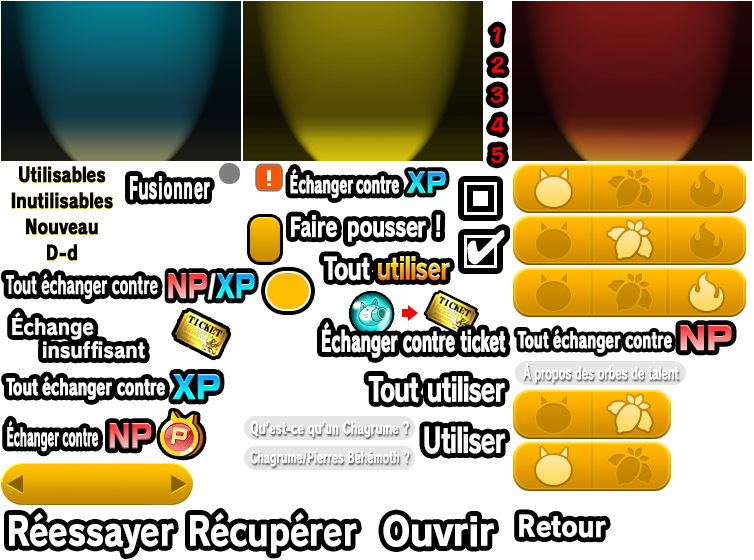 1
2
3
4
5
Utilisables
Inutilisables
Nouveau
D-d
Fusionner
!
Échanger contre XP
Faire pousser !
Tout utiliser
Tout échanger contre NP/XP
TICKET
Échange
insuffisant
TICKET
Échanger contre ticket
Tout échanger contre NP
Tout échanger contre XP
À propos des orbes de talent
Tout utiliser
Échanger contre NP
P
Qu'est-ce qu'un Chagrume ?
Utiliser
Chagrume/Pierres Béhémoth ?
Réessayer
Récupérer
Ouvrir
Retour